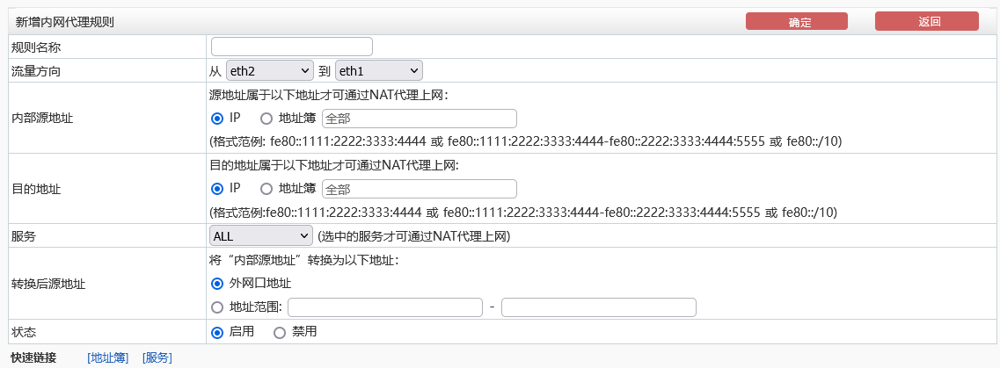 新增内网代理规则 确定 返回
规则名称
流量方向 从 eth2 到 eth1
源地址属于以下地址才可通过NAT代理上网：
内部源地址 IP 地址簿 全部
(格式范例: fe80::1111:2222:3333:4444 或 fe80::1111:2222:3333:4444-fe80::2222:3333:4444:5555 或 fe80::/10)
目的地址属于以下地址才可通过NAT代理上网:
目的地址 IP 地址簿 全部
(格式范例:fe80::1111:2222:3333:4444 或 fe80::1111:2222:3333:4444-fe80::2222:3333:4444:5555 或 fe80::/10)
服务 ALL (选中的服务才可通过NAT代理上网)
将“内部源地址”转换为以下地址：
转换后源地址 外网口地址
地址范围: -
状态 启用 禁用
快速链接 [地址簿] [服务]